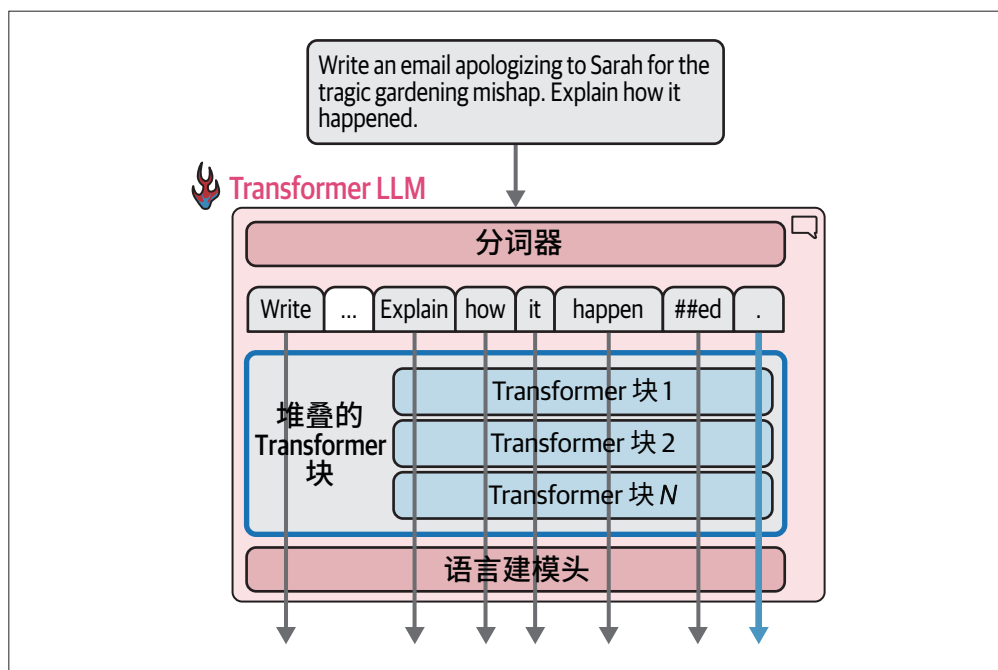 Write an email apologizing to Sarah for the
tragic gardening mishap. Explain how it
happened.
Transformer LLM
分词器
Write ... Explain how it happen ##ed .
堆叠的
Transformer
块
Transformer 块 1
Transformer 块 2
Transformer 块 N
语言建模头